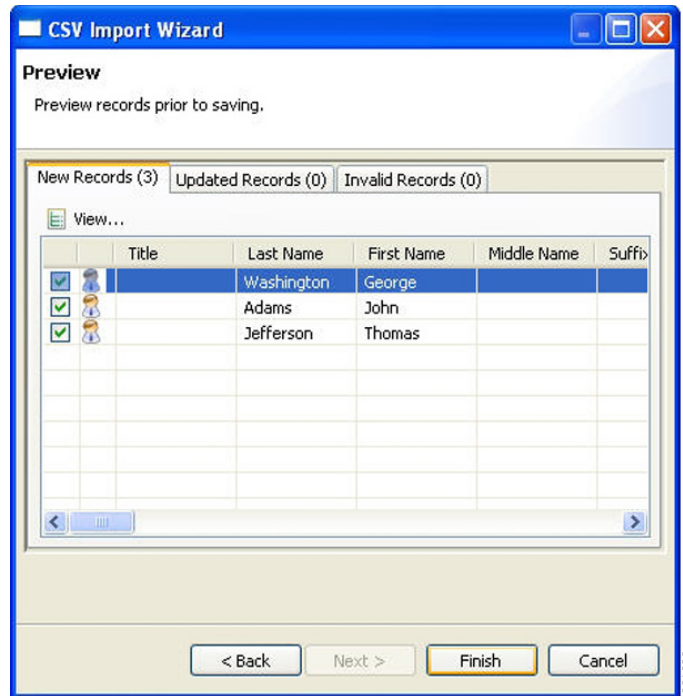 CSV Import Wizard
Preview
Preview records prior to saving.
New Records (3) Updated Records (0) Invalid Records (0)
View...
Title Last Name First Name Middle Name Suffix
Washington George
Adams John
Jefferson Thomas
< Back Next > Finish Cancel